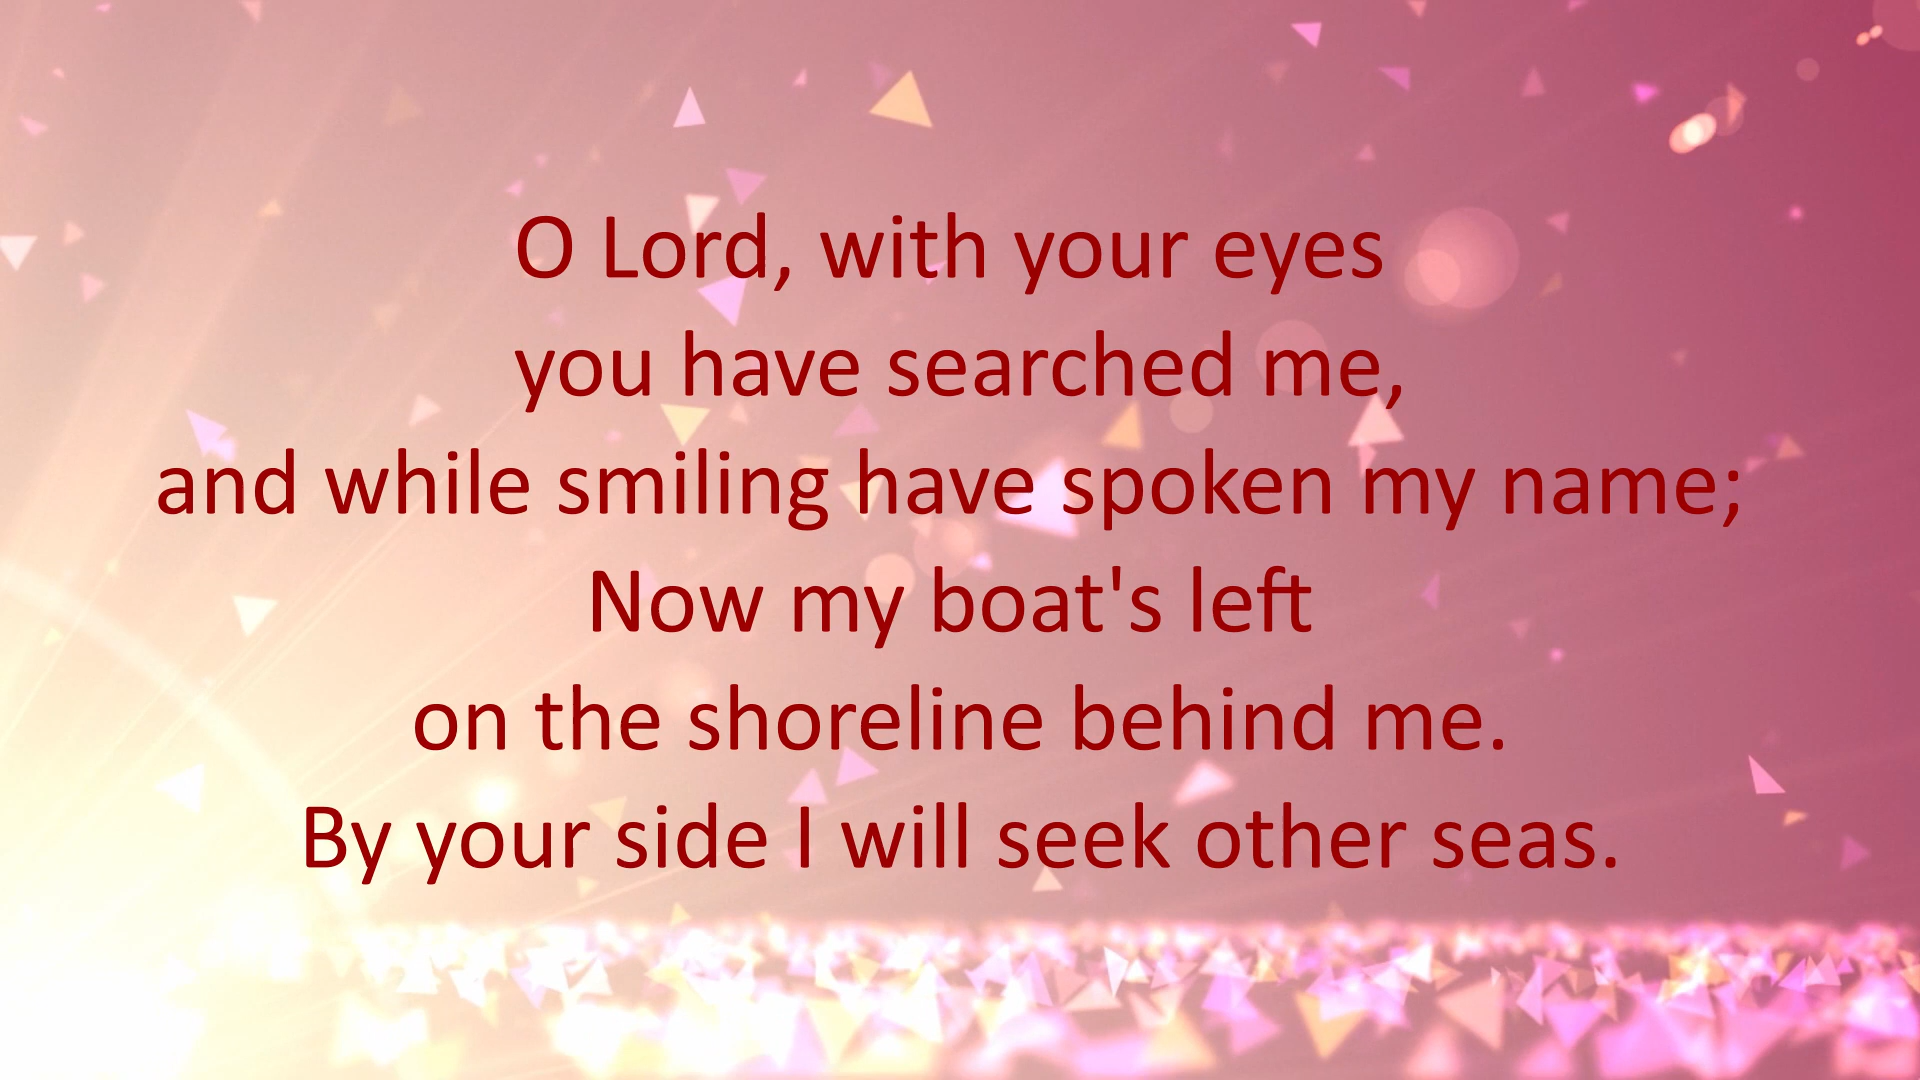 O Lord, with your eyes
you have searched me,
and while smiling have spoken my name;
Now my boat's left
on the shoreline behind me.
By your side I will seek other seas.